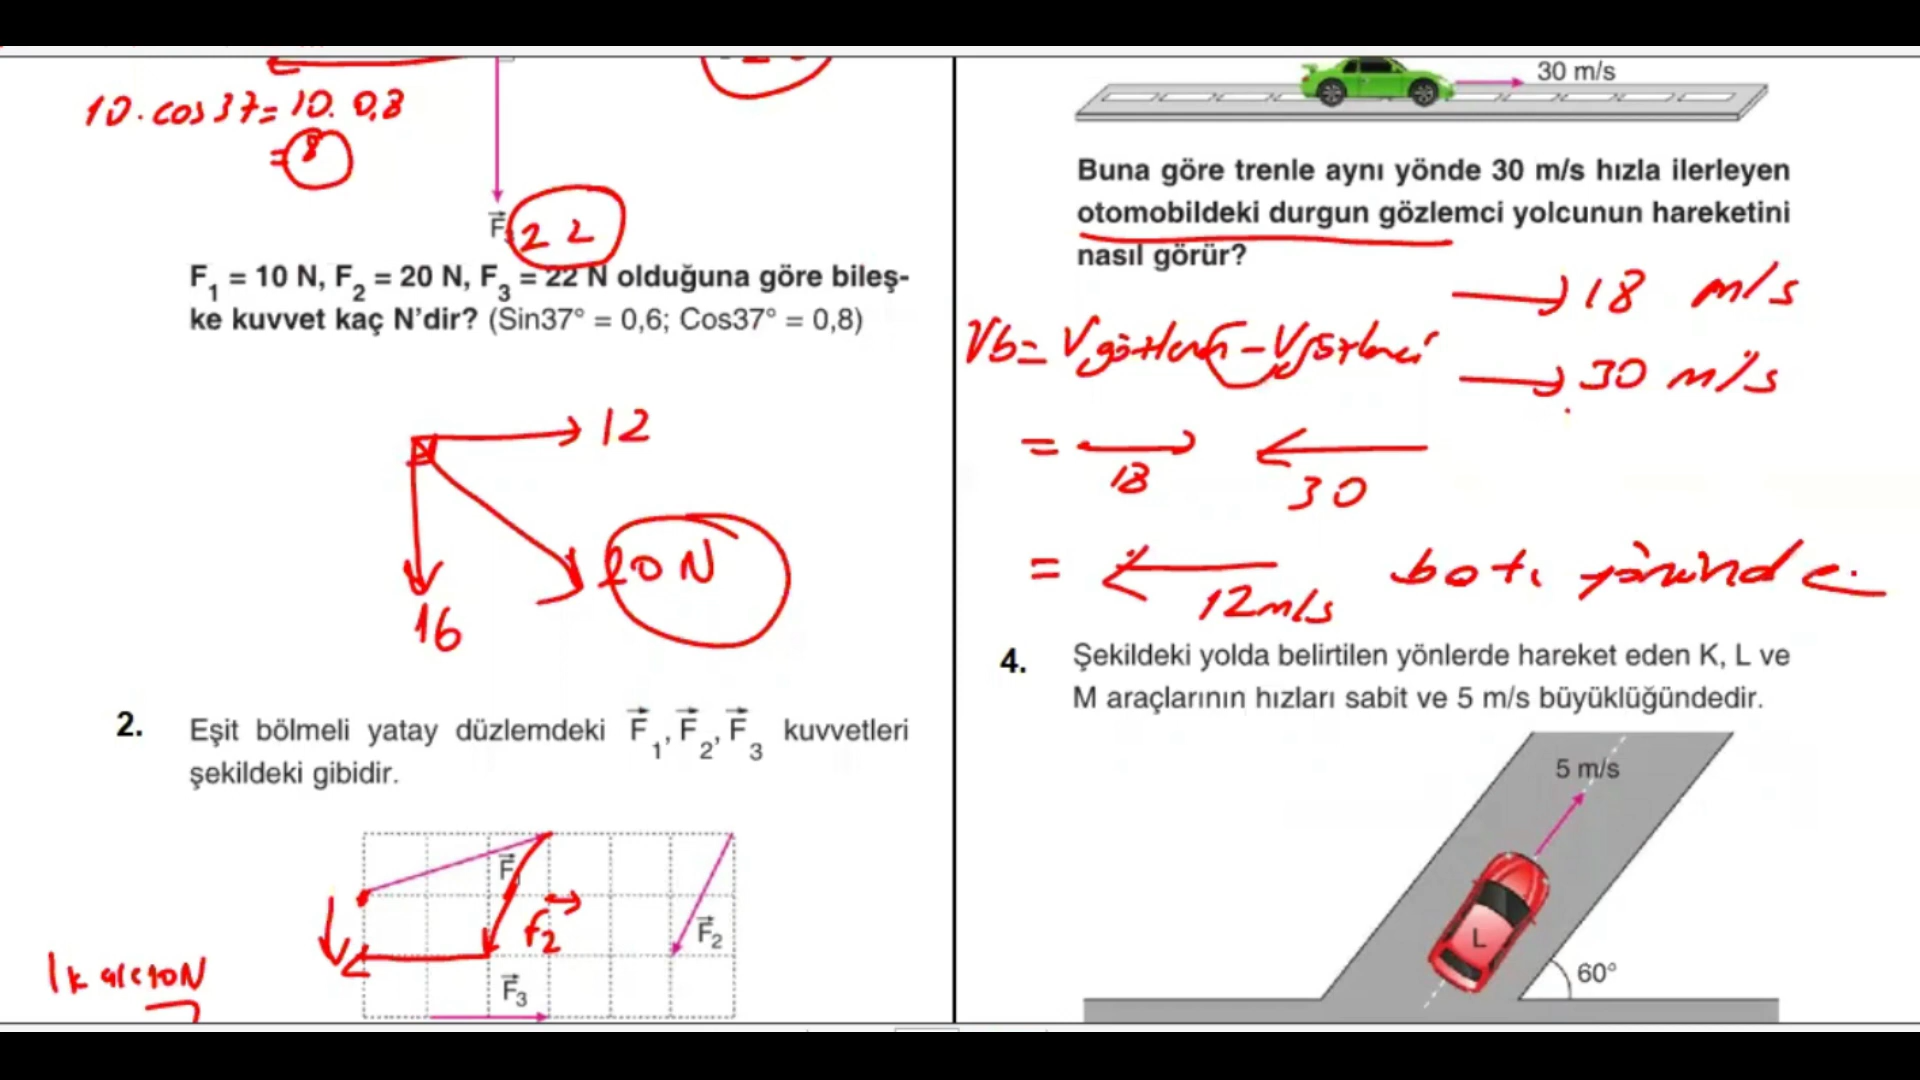 10.cos37=10.0,8
=8
F 22
F1 = 10 N, F2 = 20 N, F3 = 22 N olduğuna göre bileş-
ke kuvvet kaç N'dir? (Sin37° = 0,6; Cos37° = 0,8)
12
20 N
16
2. Eşit bölmeli yatay düzlemdeki F1, F2, F3 kuvvetleri
şekildeki gibidir.
F
f2
F2
F3
30 m/s
Buna göre trenle aynı yönde 30 m/s hızla ilerleyen
otomobildeki durgun gözlemci yolcunun hareketini
nasıl görür?
18 m/s
Vb=
30 m/s
=
18
30
=
12m/s batı yönünde.
4. Şekildeki yolda belirtilen yönlerde hareket eden K, L ve
M araçlarının hızları sabit ve 5 m/s büyüklüğündedir.
5 m/s
L
60°